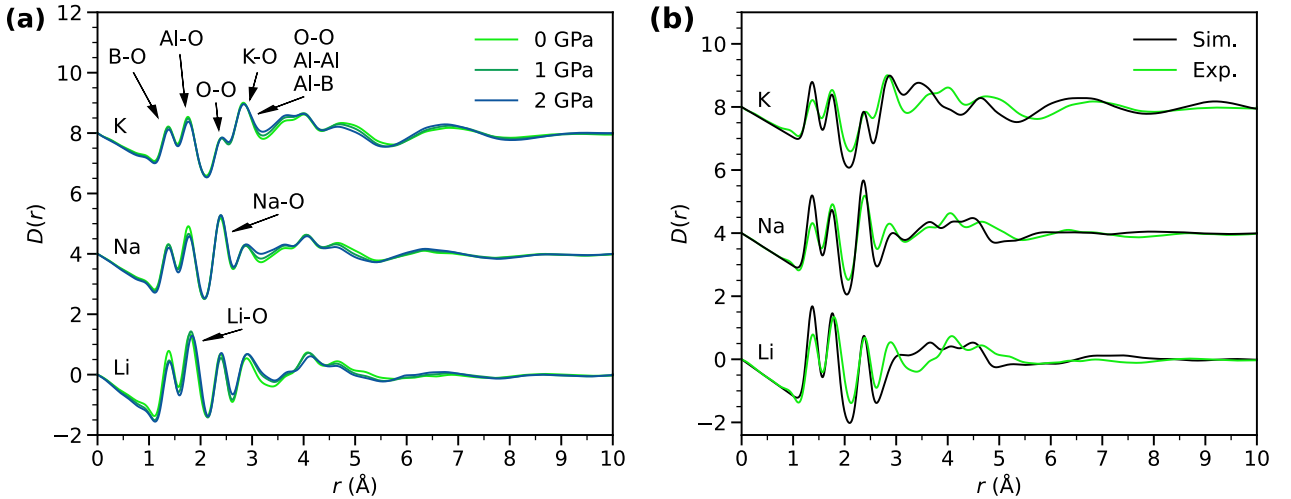 (a)
12
10
8
6
4
2
0
−2
D(r)
B-O
Al-O
O-O
K-O
O-O
Al-Al
Al-B
0 GPa
1 GPa
2 GPa
K
Na
Na-O
Li
Li-O
0 1 2 3 4 5 6 7 8 9 10
r (Å)
(b)
10
8
6
4
2
0
−2
D(r)
Sim.
Exp.
K
Na
Li
0 1 2 3 4 5 6 7 8 9 10
r (Å)